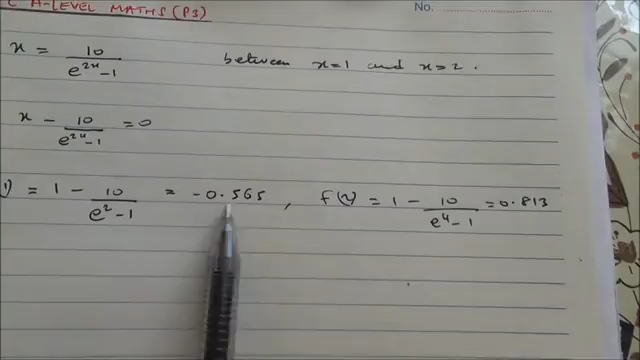 A-LEVEL MATHS (P3) No.
x = 10/(e^{2x}-1) between x=1 and x=2.
x - 10/(e^{2x}-1) = 0
1) = 1 - 10/(e^2-1) = -0.565, f(2) = 1 - 10/(e^4-1) = 0.813